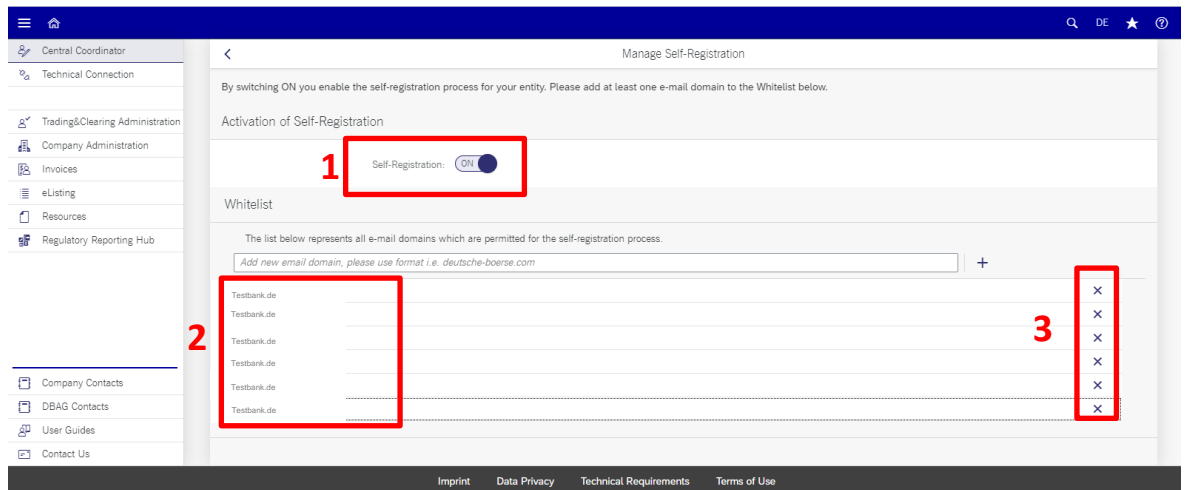 DE
Central Coordinator
Technical Connection
Trading&Clearing Administration
Company Administration
Invoices
eListing
Resources
Regulatory Reporting Hub
Company Contacts
DBAG Contacts
User Guides
Contact Us
Manage Self-Registration
By switching ON you enable the self-registration process for your entity. Please add at least one e-mail domain to the Whitelist below.
Activation of Self-Registration
1
Self-Registration: ON
Whitelist
The list below represents all e-mail domains which are permitted for the self-registration process.
Add new email domain, please use format i.e. deutsche-boerse.com
2
Testbank.de
Testbank.de
Testbank.de
Testbank.de
Testbank.de
Testbank.de
3
Imprint Data Privacy Technical Requirements Terms of Use